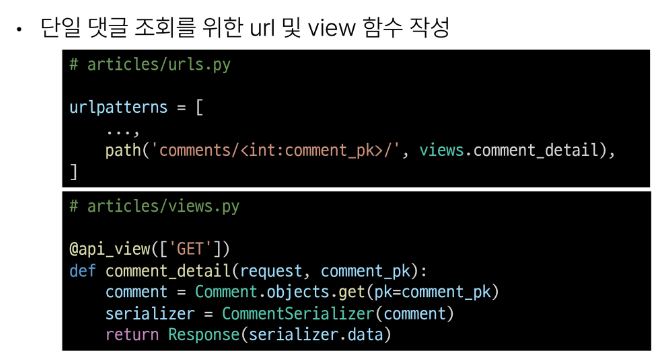 • 단일 댓글 조회를 위한 url 및 view 함수 작성
# articles/urls.py
urlpatterns = [
    ...,
    path('comments/<int:comment_pk>/', views.comment_detail),
]
# articles/views.py
@api_view(['GET'])
def comment_detail(request, comment_pk):
    comment = Comment.objects.get(pk=comment_pk)
    serializer = CommentSerializer(comment)
    return Response(serializer.data)